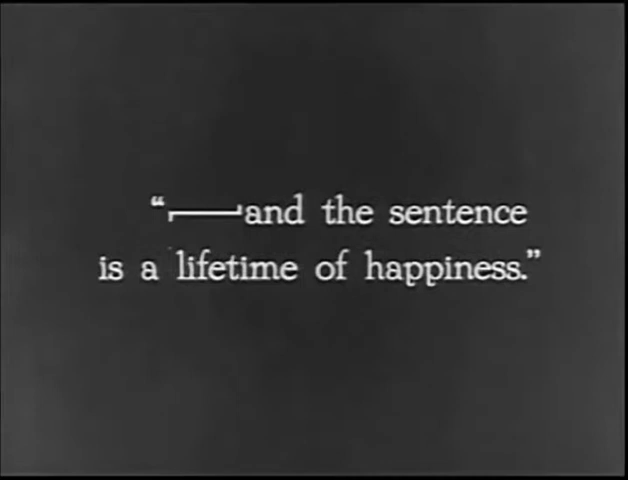 “——and the sentence
is a lifetime of happiness.”